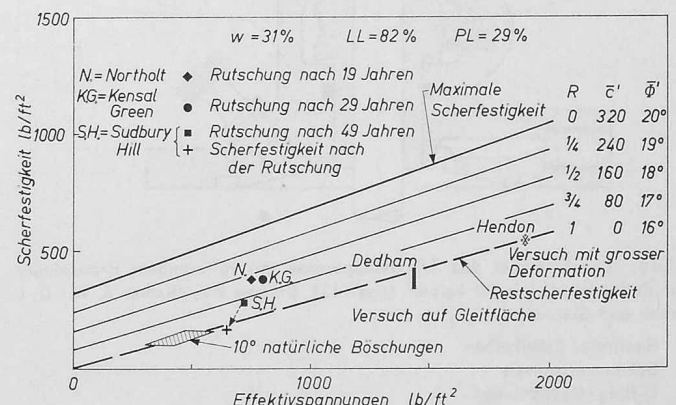 1500
w = 31%   LL = 82%   PL = 29%
N. = Northolt ◆ Rutschung nach 19 Jahren
K.G. = Kensal Green ● Rutschung nach 29 Jahren
S.H. = Sudbury Hill { ■ Rutschung nach 49 Jahren
+ Scherfestigkeit nach der Rutschung
Maximale
Scherfestigkeit
R   c̄'   Φ̄'
0   320   20°
1/4   240   19°
1/2   160   18°
3/4   80   17°
1   0   16°
1000
500
0
Scherfestigkeit lb/ft²
N.
K.G.
S.H.
Dedham
Hendon
Versuch mit grosser
Deformation
Restscherfestigkeit
Versuch auf Gleitfläche
10° natürliche Böschungen
0   1000   2000
Effektivspannungen lb/ft²